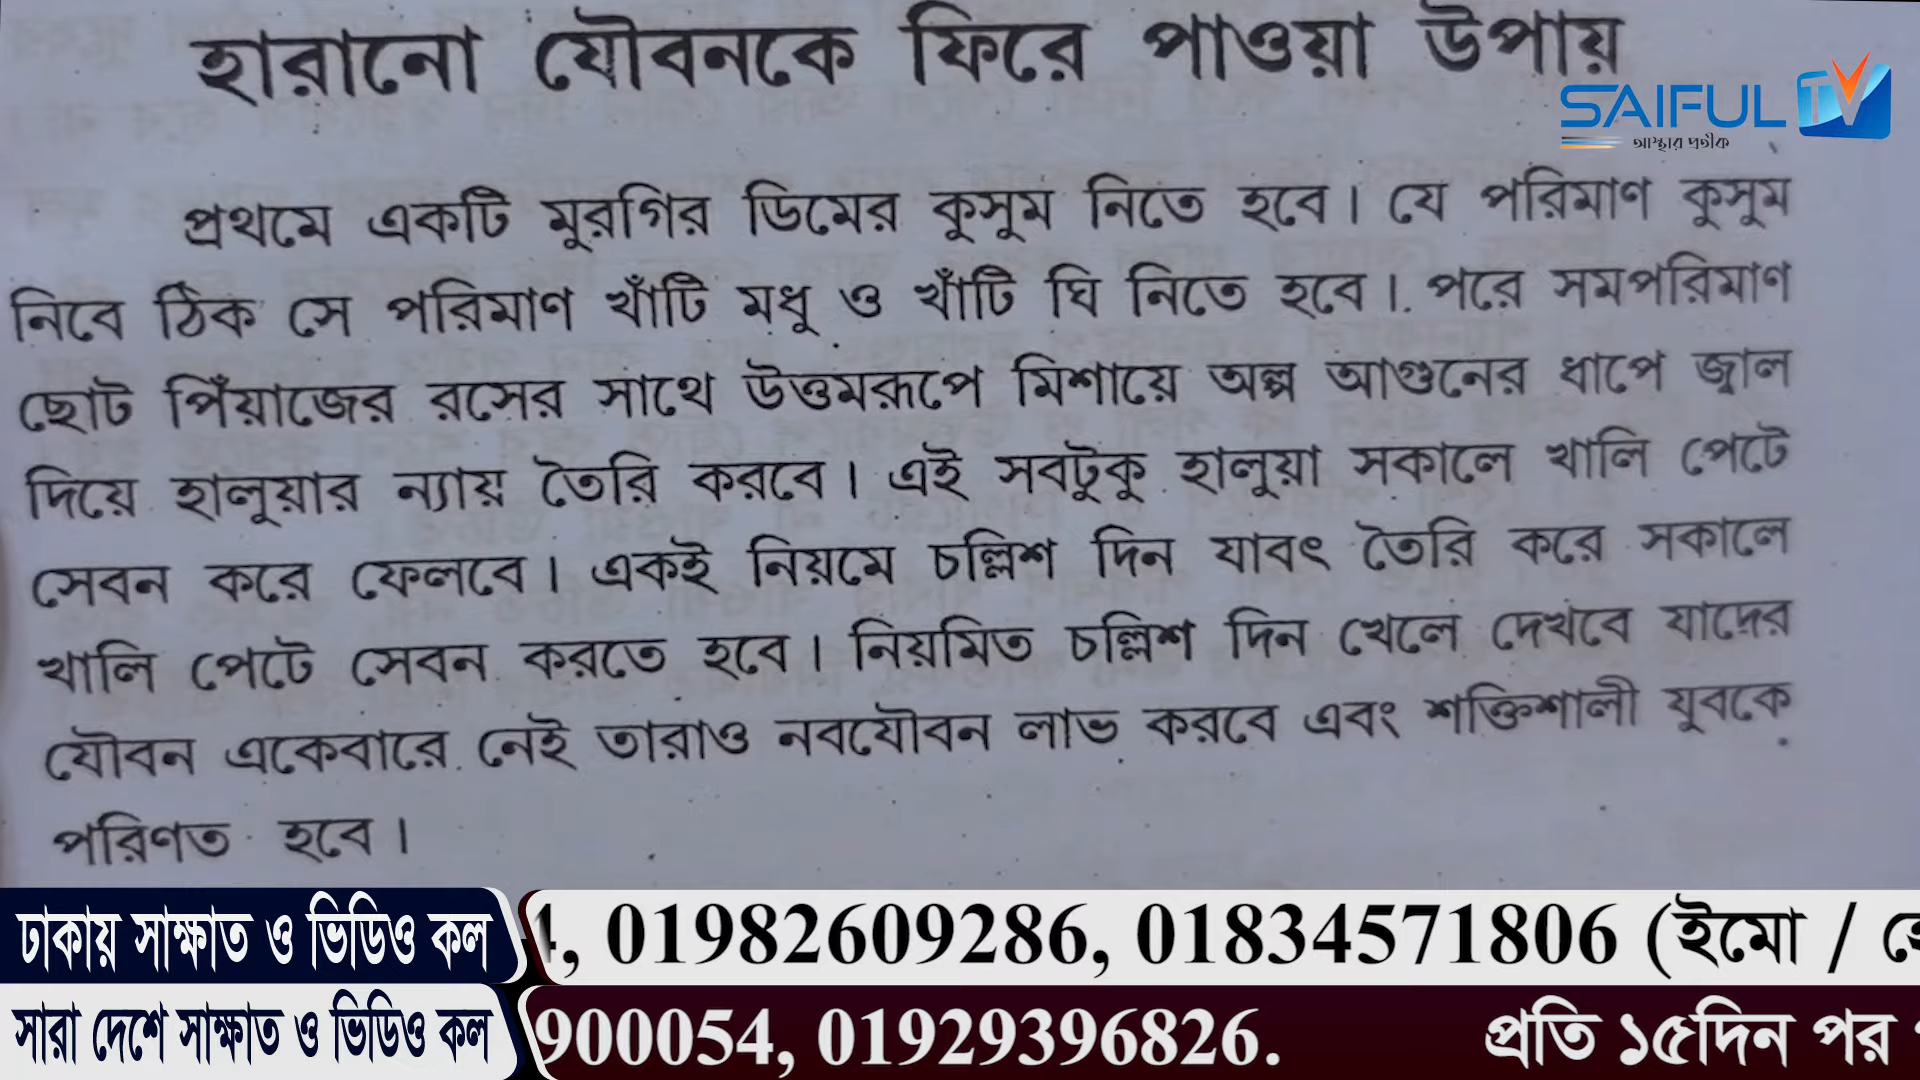 হারানো যৌবনকে ফিরে পাওয়া উপায়
SAIFUL TV
আস্থার প্রতীক
প্রথমে একটি মুরগির ডিমের কুসুম নিতে হবে। যে পরিমাণ কুসুম
নিবে ঠিক সে পরিমাণ খাঁটি মধু ও খাঁটি ঘি নিতে হবে। পরে সমপরিমাণ
ছোট পিঁয়াজের রসের সাথে উত্তমরূপে মিশায়ে অল্প আগুনের ধাপে জ্বাল
দিয়ে হালুয়ার ন্যায় তৈরি করবে। এই সবটুকু হালুয়া সকালে খালি পেটে
সেবন করে ফেলবে। একই নিয়মে চল্লিশ দিন যাবৎ তৈরি করে সকালে
খালি পেটে সেবন করতে হবে। নিয়মিত চল্লিশ দিন খেলে দেখবে যাদের
যৌবন একেবারে নেই তারাও নবযৌবন লাভ করবে এবং শক্তিশালী যুবকে
পরিণত হবে।
ঢাকায় সাক্ষাত ও ভিডিও কল 4, 01982609286, 01834571806 (ইমো /
সারা দেশে সাক্ষাত ও ভিডিও কল 900054, 01929396826. প্রতি ১৫দিন পর